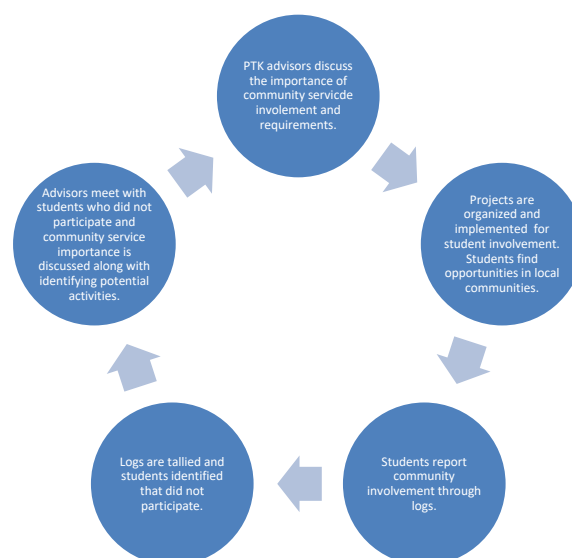 PTK advisors discuss
the importance of
community servicde
involement and
requirements.
Projects are
organized and
implemented for
student involvement.
Students find
opportunities in local
communities.
Students report
community
involvement through
logs.
Logs are tallied and
students identified
that did not
participate.
Advisors meet with
students who did not
participate and
community service
importance is
discussed along with
identifying potential
activities.